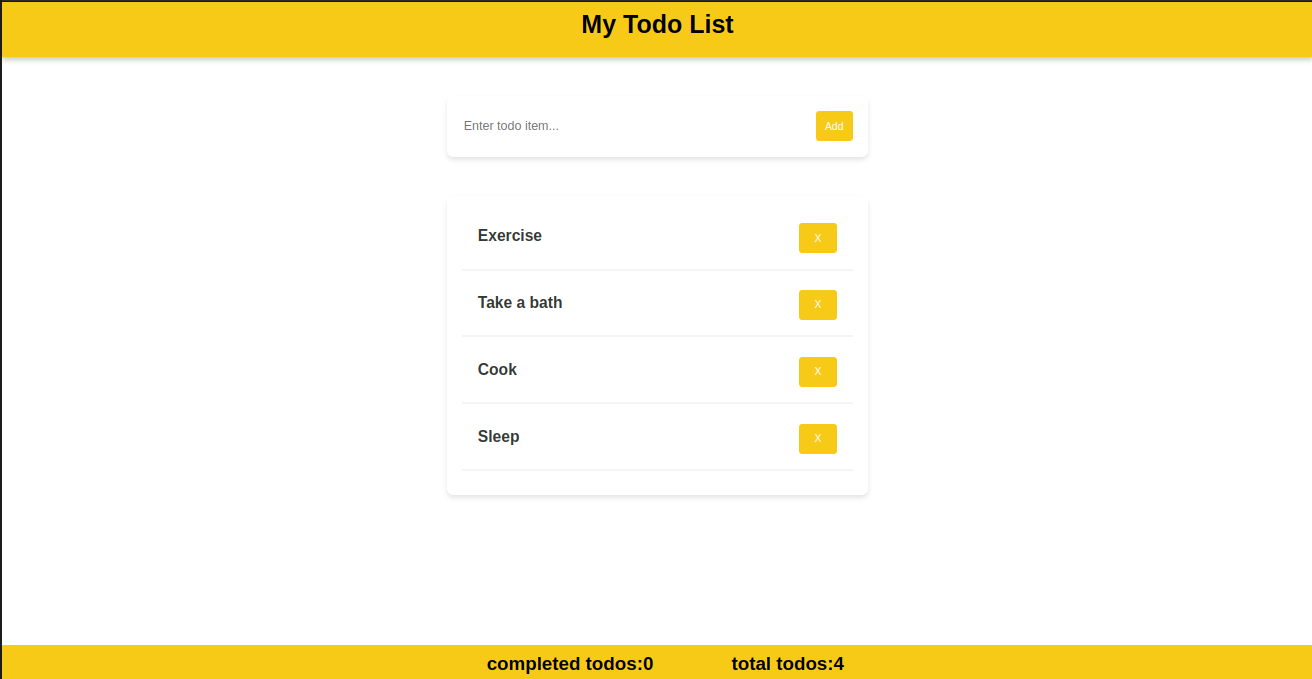 My Todo List
Enter todo item...
Add
Exercise
X
Take a bath
X
Cook
X
Sleep
X
completed todos:0
total todos:4